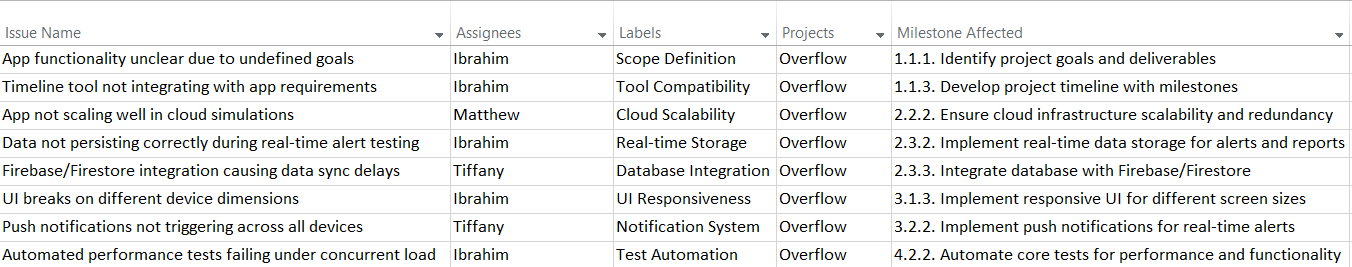 Issue Name Assignees Labels Projects Milestone Affected
App functionality unclear due to undefined goals Ibrahim Scope Definition Overflow 1.1.1. Identify project goals and deliverables
Timeline tool not integrating with app requirements Ibrahim Tool Compatibility Overflow 1.1.3. Develop project timeline with milestones
App not scaling well in cloud simulations Matthew Cloud Scalability Overflow 2.2.2. Ensure cloud infrastructure scalability and redundancy
Data not persisting correctly during real-time alert testing Ibrahim Real-time Storage Overflow 2.3.2. Implement real-time data storage for alerts and reports
Firebase/Firestore integration causing data sync delays Tiffany Database Integration Overflow 2.3.3. Integrate database with Firebase/Firestore
UI breaks on different device dimensions Ibrahim UI Responsiveness Overflow 3.1.3. Implement responsive UI for different screen sizes
Push notifications not triggering across all devices Tiffany Notification System Overflow 3.2.2. Implement push notifications for real-time alerts
Automated performance tests failing under concurrent load Ibrahim Test Automation Overflow 4.2.2. Automate core tests for performance and functionality